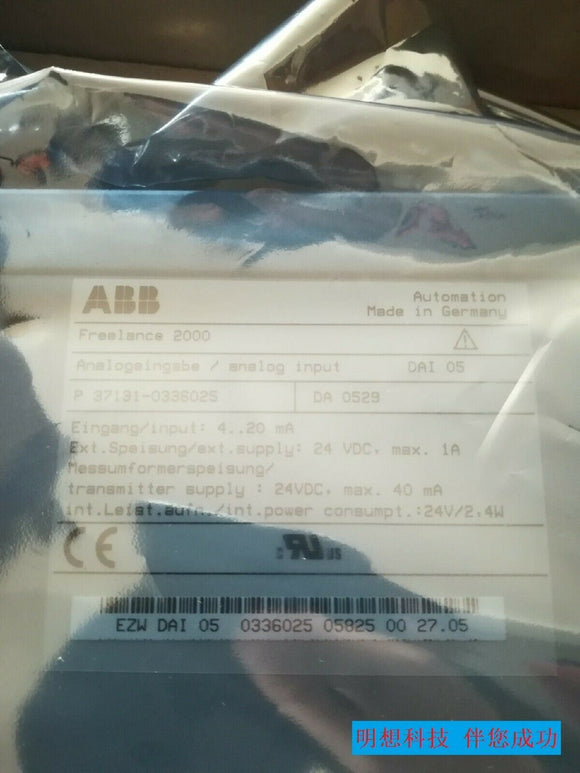 ABB
Automation
Made in Germany
Freelance 2000
Analogeingabe / analog input DAI 05
P 37131-0336025 DA 0529
Eingang/input: 4..20 mA
Ext.Speisung/ext.supply: 24 VDC, max. 1A
Messumformerspeisung/
transmitter supply : 24VDC, max. 40 mA
int.Leist.aufn./int.power consumpt.:24V/2,4W
CE
c RU US
EZW DAI 05 0336025 05825 00 27.05
明想科技 伴您成功